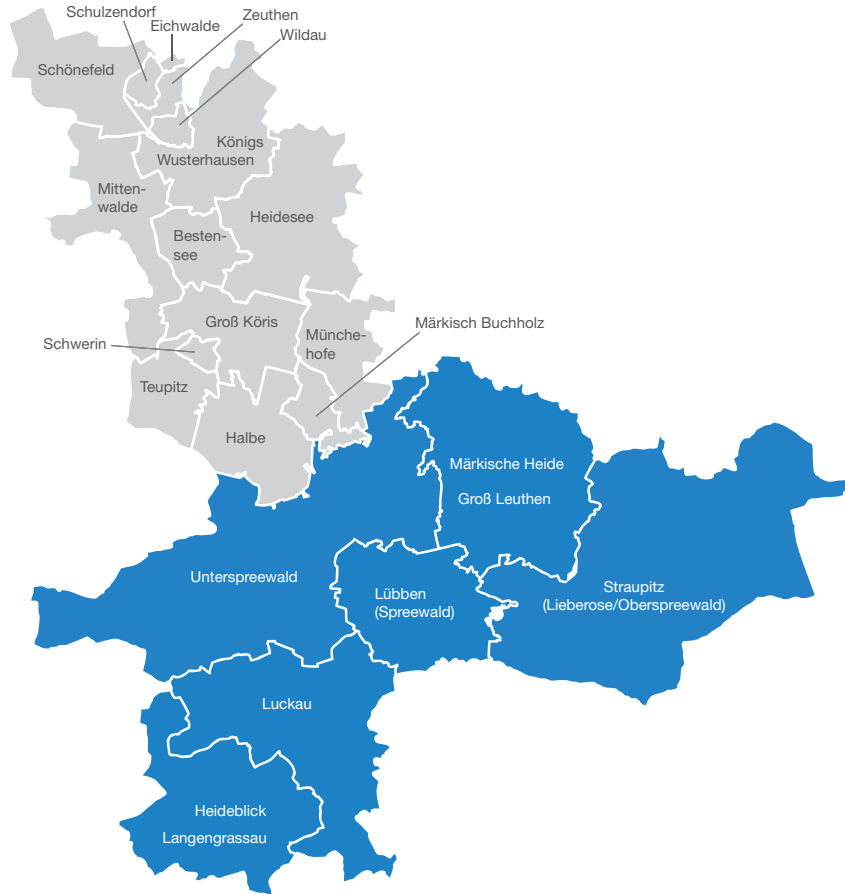 Schulzendorf
Eichwalde
Zeuthen
Wildau
Schönefeld
Königs
Wusterhausen
Mitten-
walde
Heidesee
Besten-
see
Groß Köris
Münche-
hofe
Märkisch Buchholz
Schwerin
Teupitz
Halbe
Märkische Heide
Groß Leuthen
Unterspreewald
Lübben
(Spreewald)
Straupitz
(Lieberose/Oberspreewald)
Luckau
Heideblick
Langengrassau